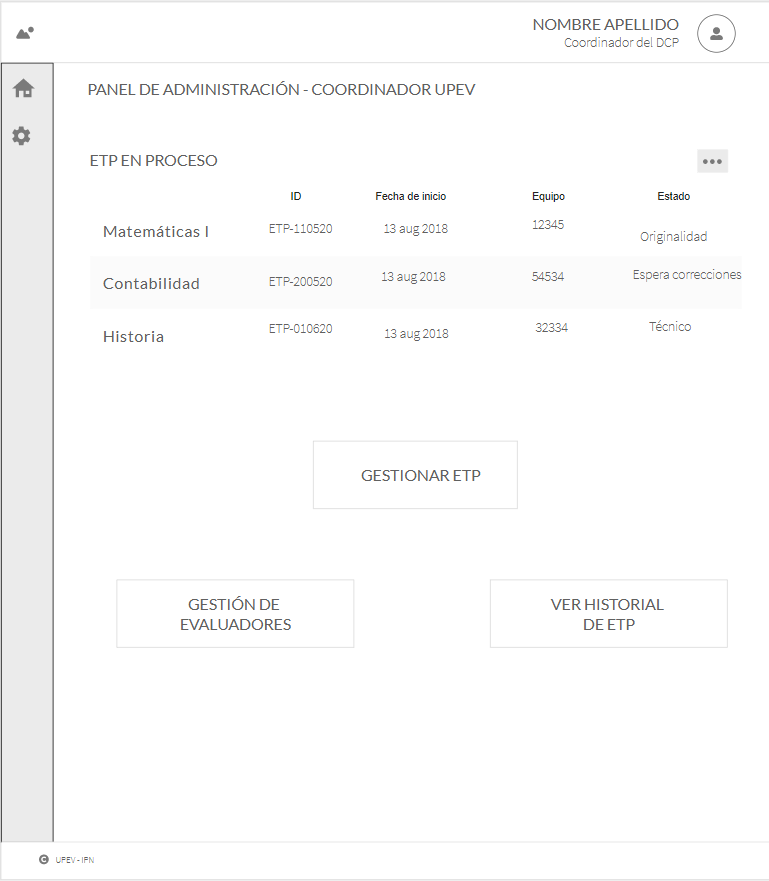 NOMBRE APELLIDO
Coordinador del DCP
PANEL DE ADMINISTRACIÓN - COORDINADOR UPEV
ETP EN PROCESO
ID Fecha de inicio Equipo Estado
Matemáticas I ETP-110520 13 aug 2018 12345 Originalidad
Contabilidad ETP-200520 13 aug 2018 54534 Espera correcciones
Historia ETP-010620 13 aug 2018 32334 Técnico
GESTIONAR ETP
GESTIÓN DE
EVALUADORES
VER HISTORIAL
DE ETP
© UPEV - IPN